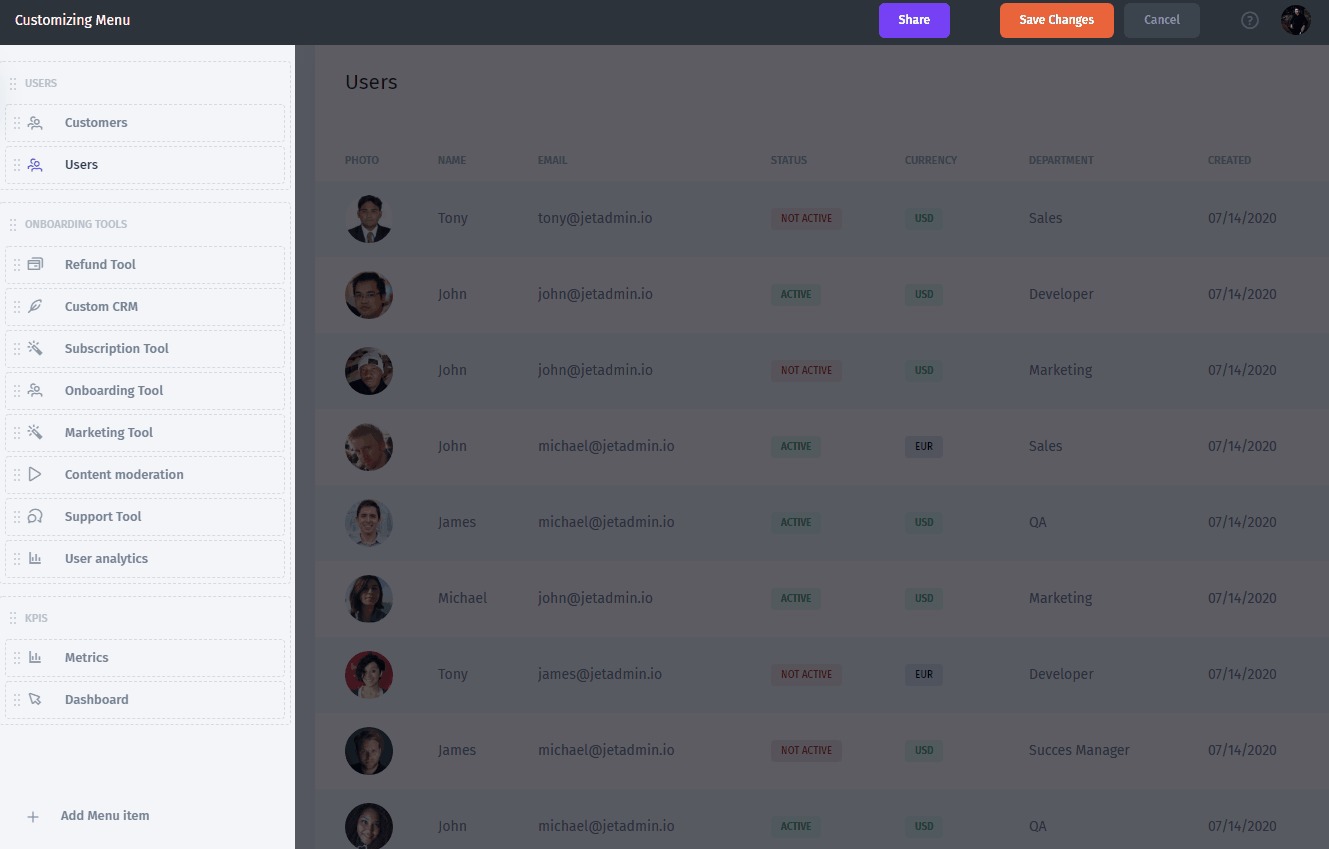 Customizing Menu
Share
Save Changes
Cancel
?
USERS
Customers
Users
ONBOARDING TOOLS
Refund Tool
Custom CRM
Subscription Tool
Onboarding Tool
Marketing Tool
Content moderation
Support Tool
User analytics
KPIS
Metrics
Dashboard
+ Add Menu item
Users
PHOTO NAME EMAIL STATUS CURRENCY DEPARTMENT CREATED
Tony tony@jetadmin.io NOT ACTIVE USD Sales 07/14/2020
John john@jetadmin.io ACTIVE USD Developer 07/14/2020
John john@jetadmin.io NOT ACTIVE USD Marketing 07/14/2020
John michael@jetadmin.io ACTIVE EUR Sales 07/14/2020
James michael@jetadmin.io ACTIVE USD QA 07/14/2020
Michael john@jetadmin.io ACTIVE USD Marketing 07/14/2020
Tony james@jetadmin.io NOT ACTIVE EUR Developer 07/14/2020
James michael@jetadmin.io NOT ACTIVE USD Succes Manager 07/14/2020
John michael@jetadmin.io ACTIVE USD QA 07/14/2020